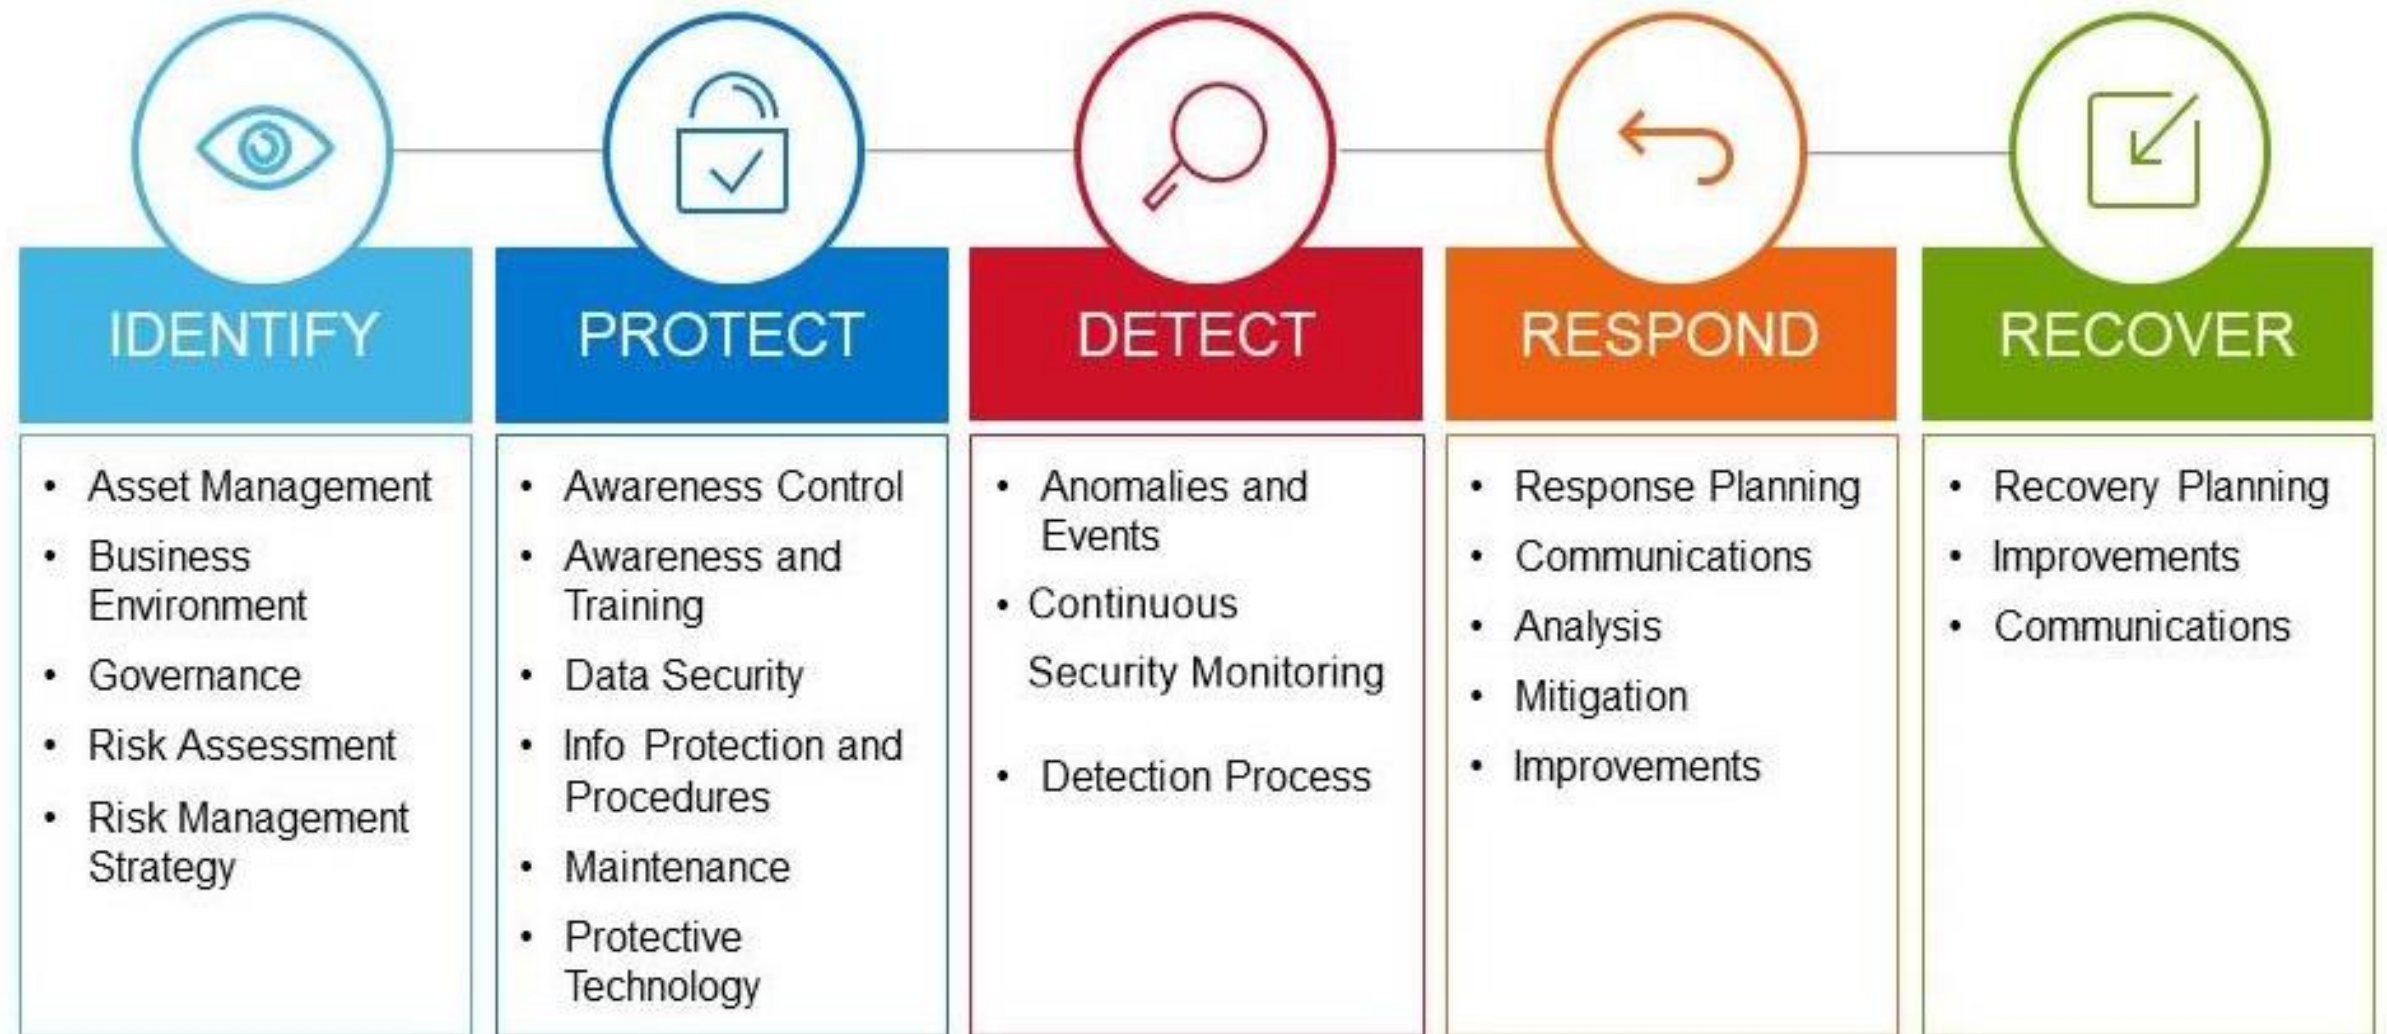 IDENTIFY
• Asset Management
• Business
Environment
• Governance
• Risk Assessment
• Risk Management
Strategy
PROTECT
• Awareness Control
• Awareness and
Training
• Data Security
• Info Protection and
Procedures
• Maintenance
• Protective
Technology
DETECT
• Anomalies and
Events
• Continuous
Security Monitoring
• Detection Process
RESPOND
• Response Planning
• Communications
• Analysis
• Mitigation
• Improvements
RECOVER
• Recovery Planning
• Improvements
• Communications